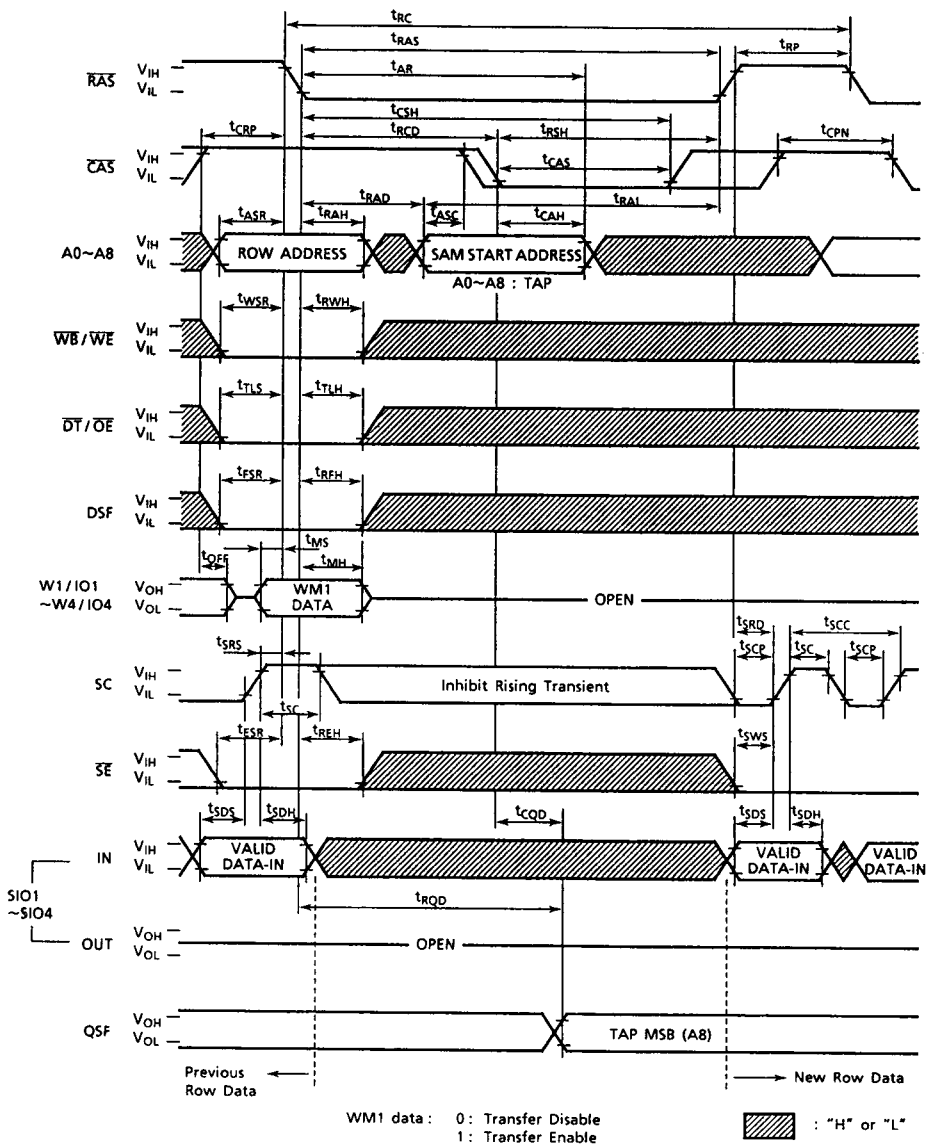 tRC
tRAS
tRP
tAR
RAS
VIH
VIL
tCSH
tCRP
tRCD
tRSH
tCPN
CAS
VIH
VIL
tCAS
tRAD
tRAL
tASR
tRAH
tASC
tCAH
A0~A8
VIH
VIL
ROW ADDRESS
SAM START ADDRESS
A0~A8 : TAP
tWSR
tRWH
WB/WE
VIH
VIL
tTLS
tTLH
DT/OE
VIH
VIL
tFSR
tRFH
DSF
VIH
VIL
tMS
tOFF
tMH
W1/IO1
~W4/IO4
VOH
VOL
WM1
DATA
OPEN
tSRD
tSCC
tSRS
tSCP
tSC
tSCP
SC
VIH
VIL
Inhibit Rising Transient
tSC
tESR
tREH
tSWS
SE
VIH
VIL
tCQD
tSDS
tSDH
tSDS
tSDH
IN
VIH
VIL
VALID
DATA-IN
VALID
DATA-IN
VALID
DATA-IN
SIO1
~SIO4
tRQD
OUT
VOH
VOL
OPEN
QSF
VOH
VOL
TAP MSB (A8)
Previous
Row Data
New Row Data
WM1 data : 0 : Transfer Disable
1 : Transfer Enable
: "H" or "L"